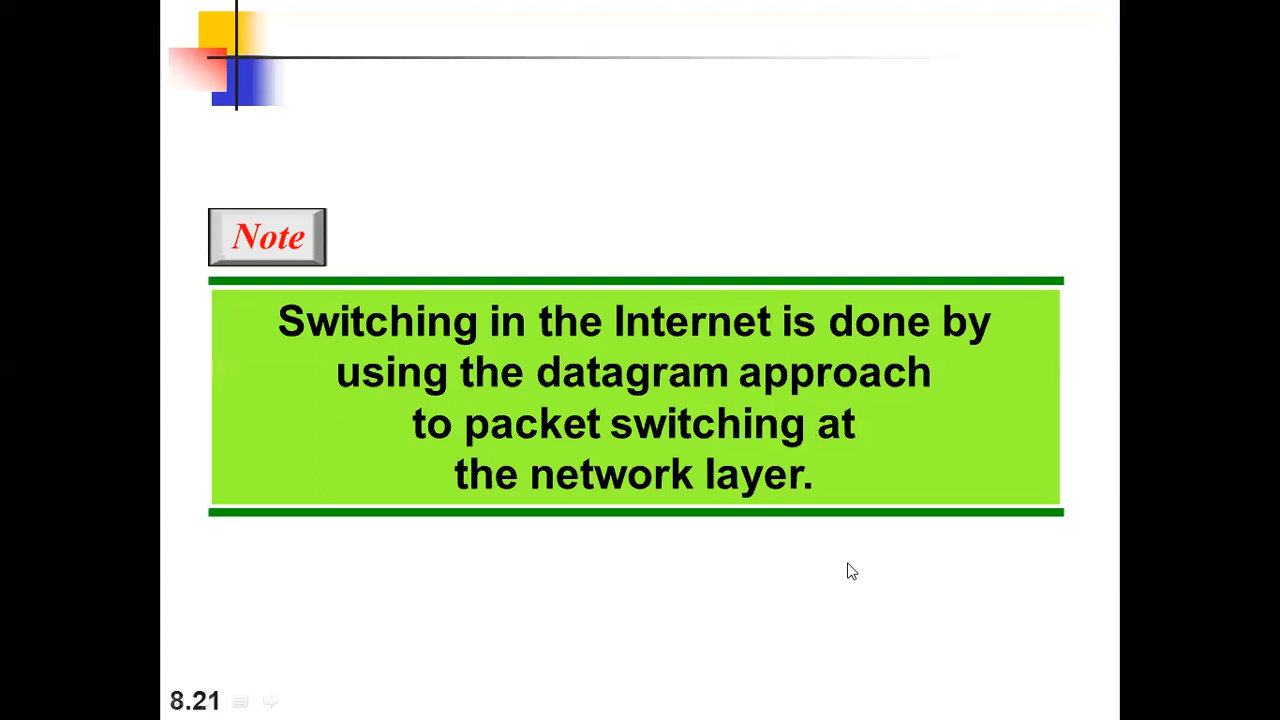 Note
Switching in the Internet is done by
using the datagram approach
to packet switching at
the network layer.
8.21